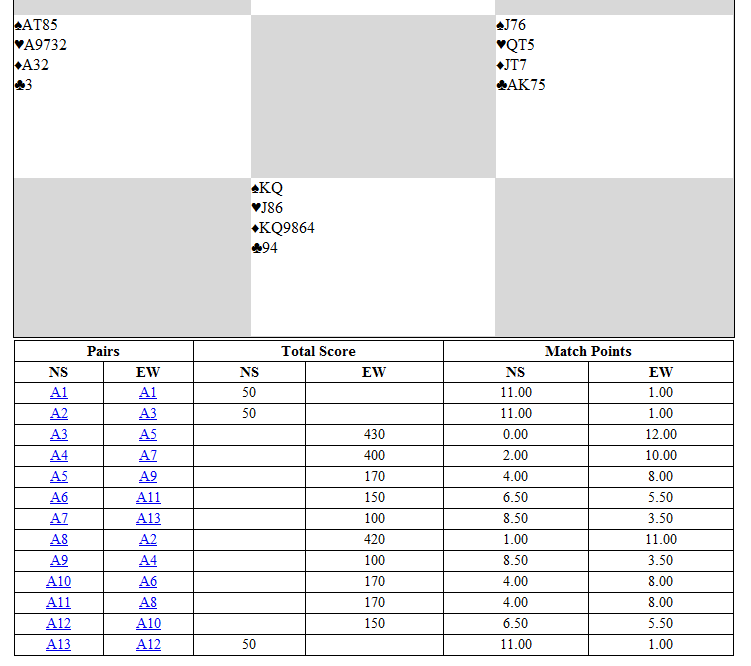 ♠AT85
♥A9732
♦A32
♣3
♠J76
♥QT5
♦JT7
♣AK75
♠KQ
♥J86
♦KQ9864
♣94
Pairs Total Score Match Points
NS EW NS EW NS EW
A1 A1 50 11.00 1.00
A2 A3 50 11.00 1.00
A3 A5 430 0.00 12.00
A4 A7 400 2.00 10.00
A5 A9 170 4.00 8.00
A6 A11 150 6.50 5.50
A7 A13 100 8.50 3.50
A8 A2 420 1.00 11.00
A9 A4 100 8.50 3.50
A10 A6 170 4.00 8.00
A11 A8 170 4.00 8.00
A12 A10 150 6.50 5.50
A13 A12 50 11.00 1.00